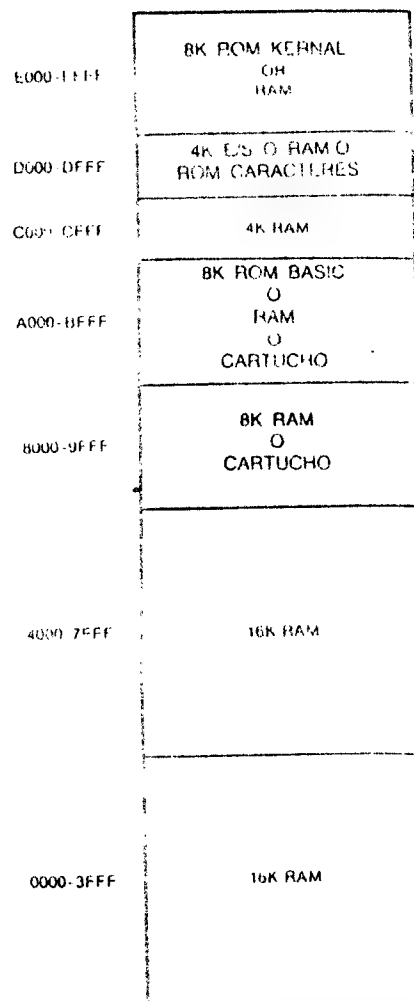 8K ROM KERNAL
OR
RAM
E000-FFFF
4K E/S O RAM O
ROM CARACTERES
D000-DFFF
C000-CFFF
4K RAM
8K ROM BASIC
O
RAM
O
CARTUCHO
A000-BFFF
8K RAM
O
CARTUCHO
8000-9FFF
4000-7FFF
16K RAM
0000-3FFF
16K RAM